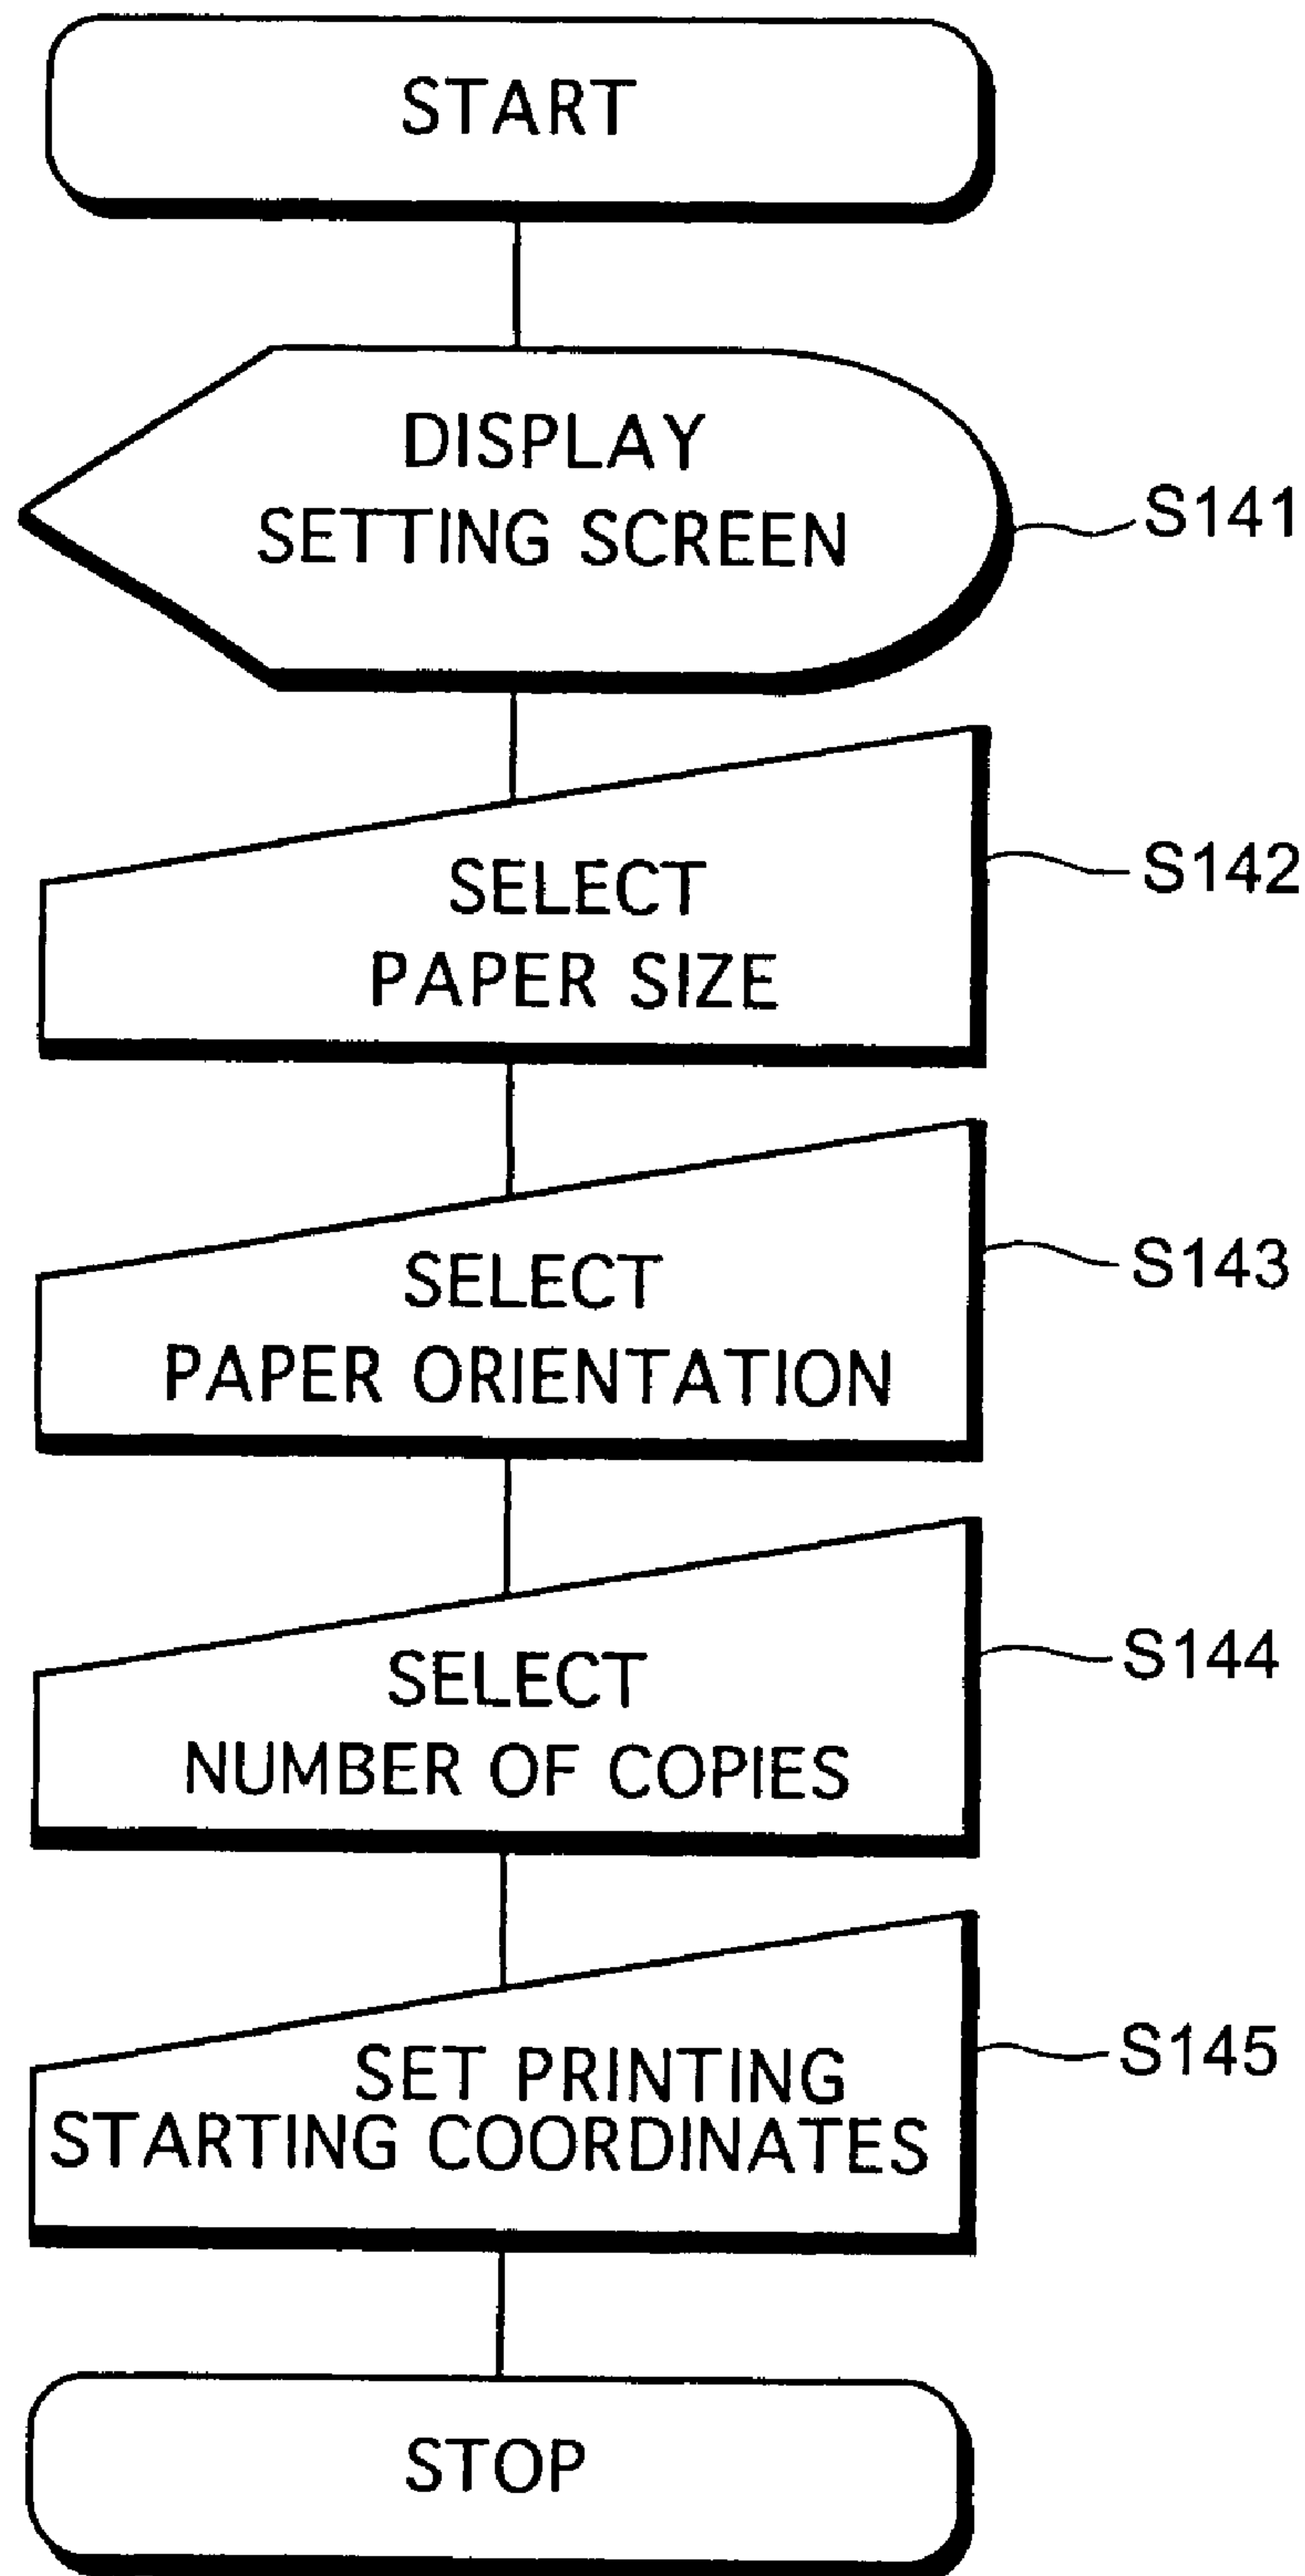 START
DISPLAY
SETTING SCREEN
S141
SELECT
PAPER SIZE
S142
SELECT
PAPER ORIENTATION
S143
SELECT
NUMBER OF COPIES
S144
SET PRINTING
STARTING COORDINATES
S145
STOP